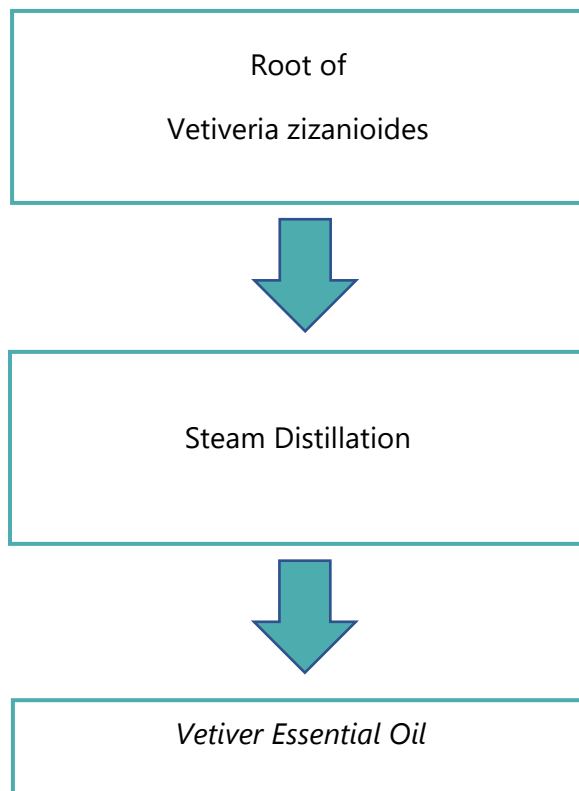 Root of
Vetiveria zizanioides
Steam Distillation
Vetiver Essential Oil